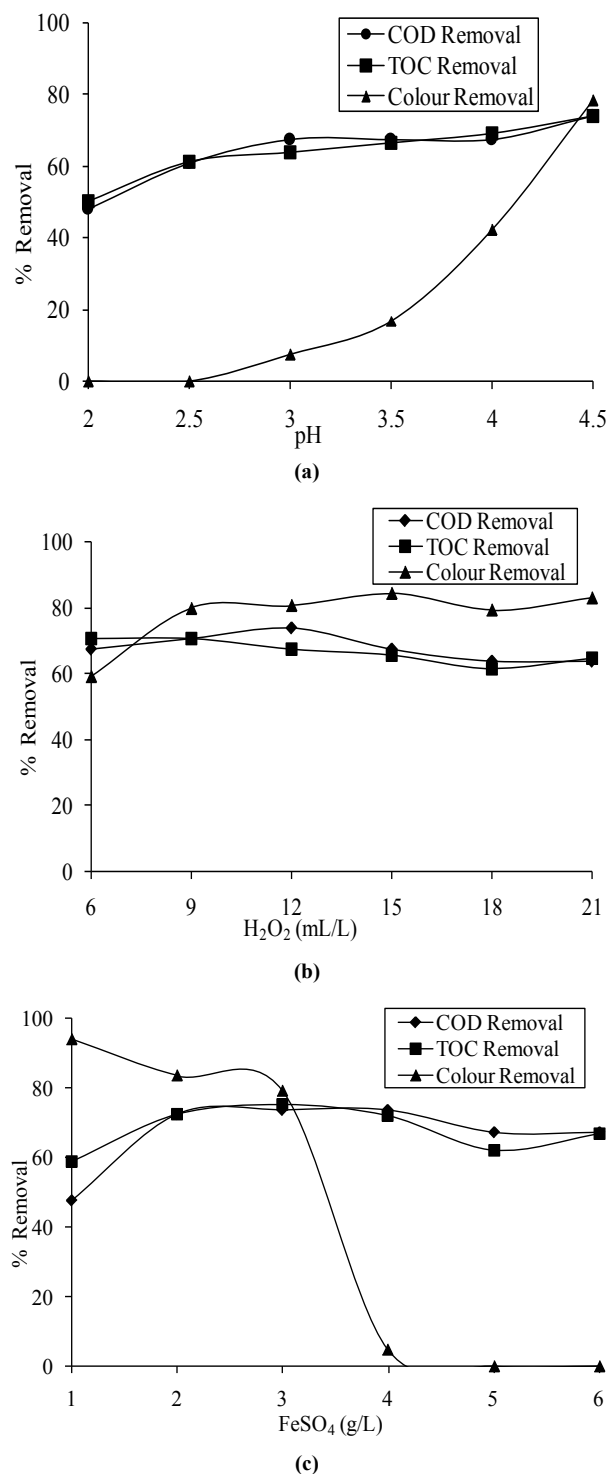 100
COD Removal
TOC Removal
Colour Removal
80
60
40
20
0
% Removal
2 2.5 3 3.5 4 4.5
pH
(a)
COD Removal
TOC Removal
Colour Removal
100
80
60
40
20
0
% Removal
6 9 12 15 18 21
H₂O₂ (mL/L)
(b)
100
COD Removal
TOC Removal
Colour Removal
80
60
40
20
0
% Removal
1 2 3 4 5 6
FeSO₄ (g/L)
(c)